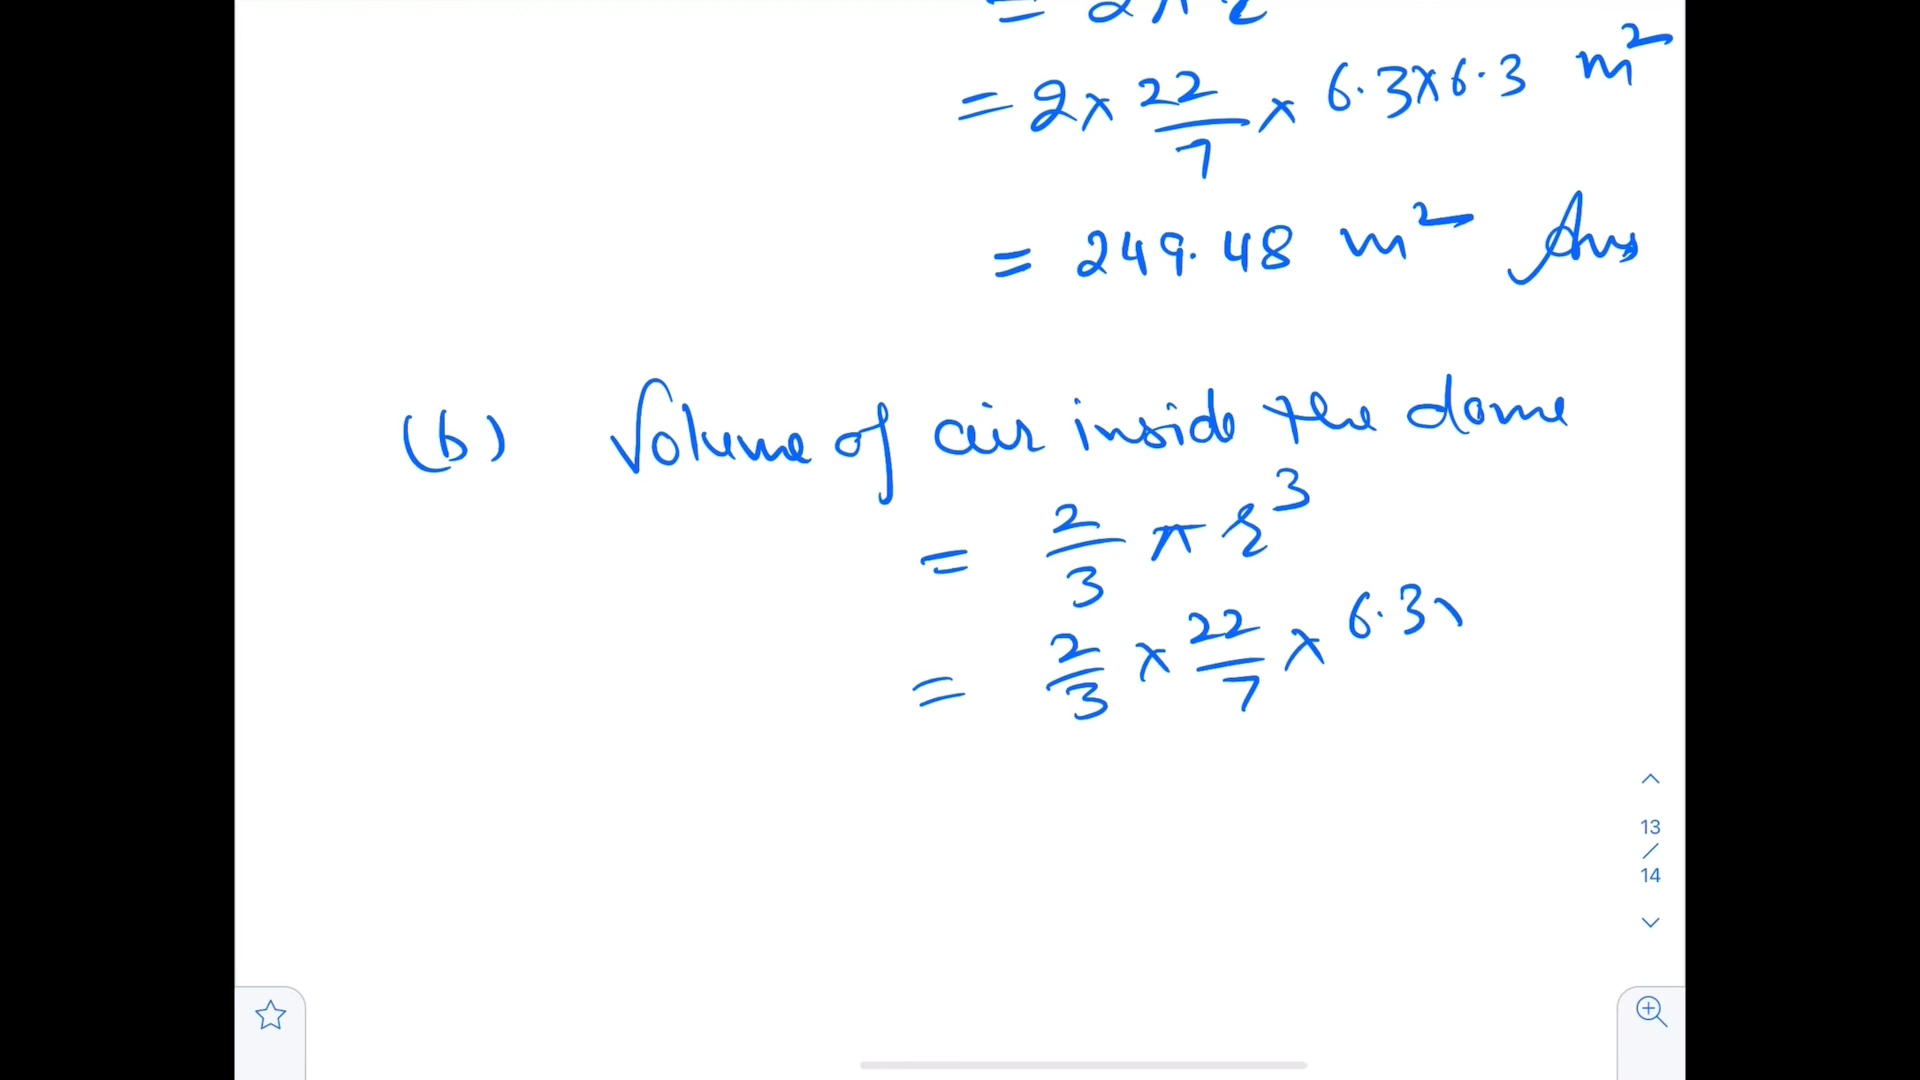 = 2πr
= 2 × 22/7 × 6.3×6.3 m²
= 249.48 m² Ans
(b) Volume of air inside the dome
= 2/3 π r³
= 2/3 × 22/7 × 6.3
13
/
14